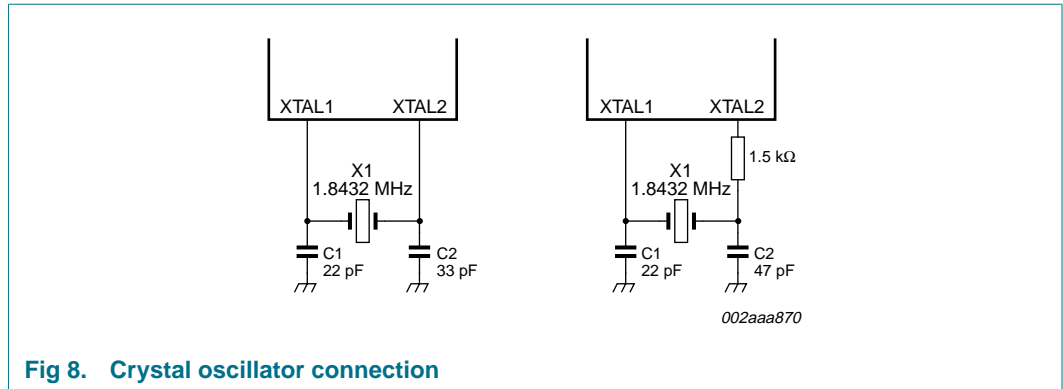 XTAL1 XTAL2
X1
1.8432 MHz
C1
22 pF
C2
33 pF
XTAL1 XTAL2
1.5 kΩ
X1
1.8432 MHz
C1
22 pF
C2
47 pF
002aaa870
Fig 8. Crystal oscillator connection